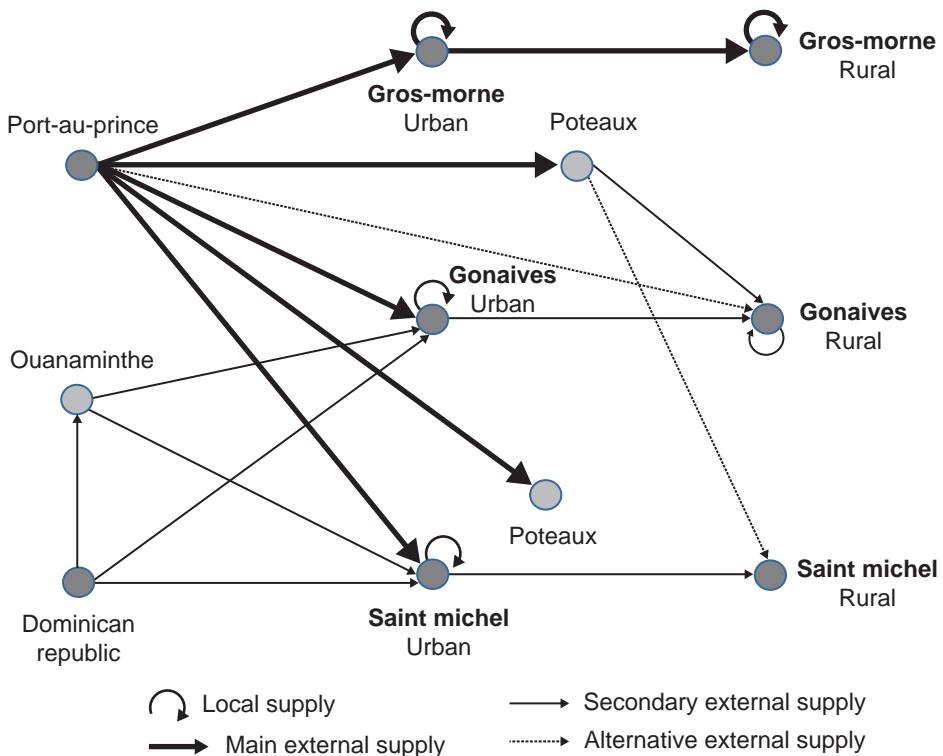 Gros-morne
Rural
Gros-morne
Urban
Port-au-prince
Poteaux
Gonaives
Urban
Gonaives
Rural
Ouanaminthe
Poteaux
Saint michel
Rural
Saint michel
Urban
Dominican
republic
Local supply
Secondary external supply
Main external supply
Alternative external supply